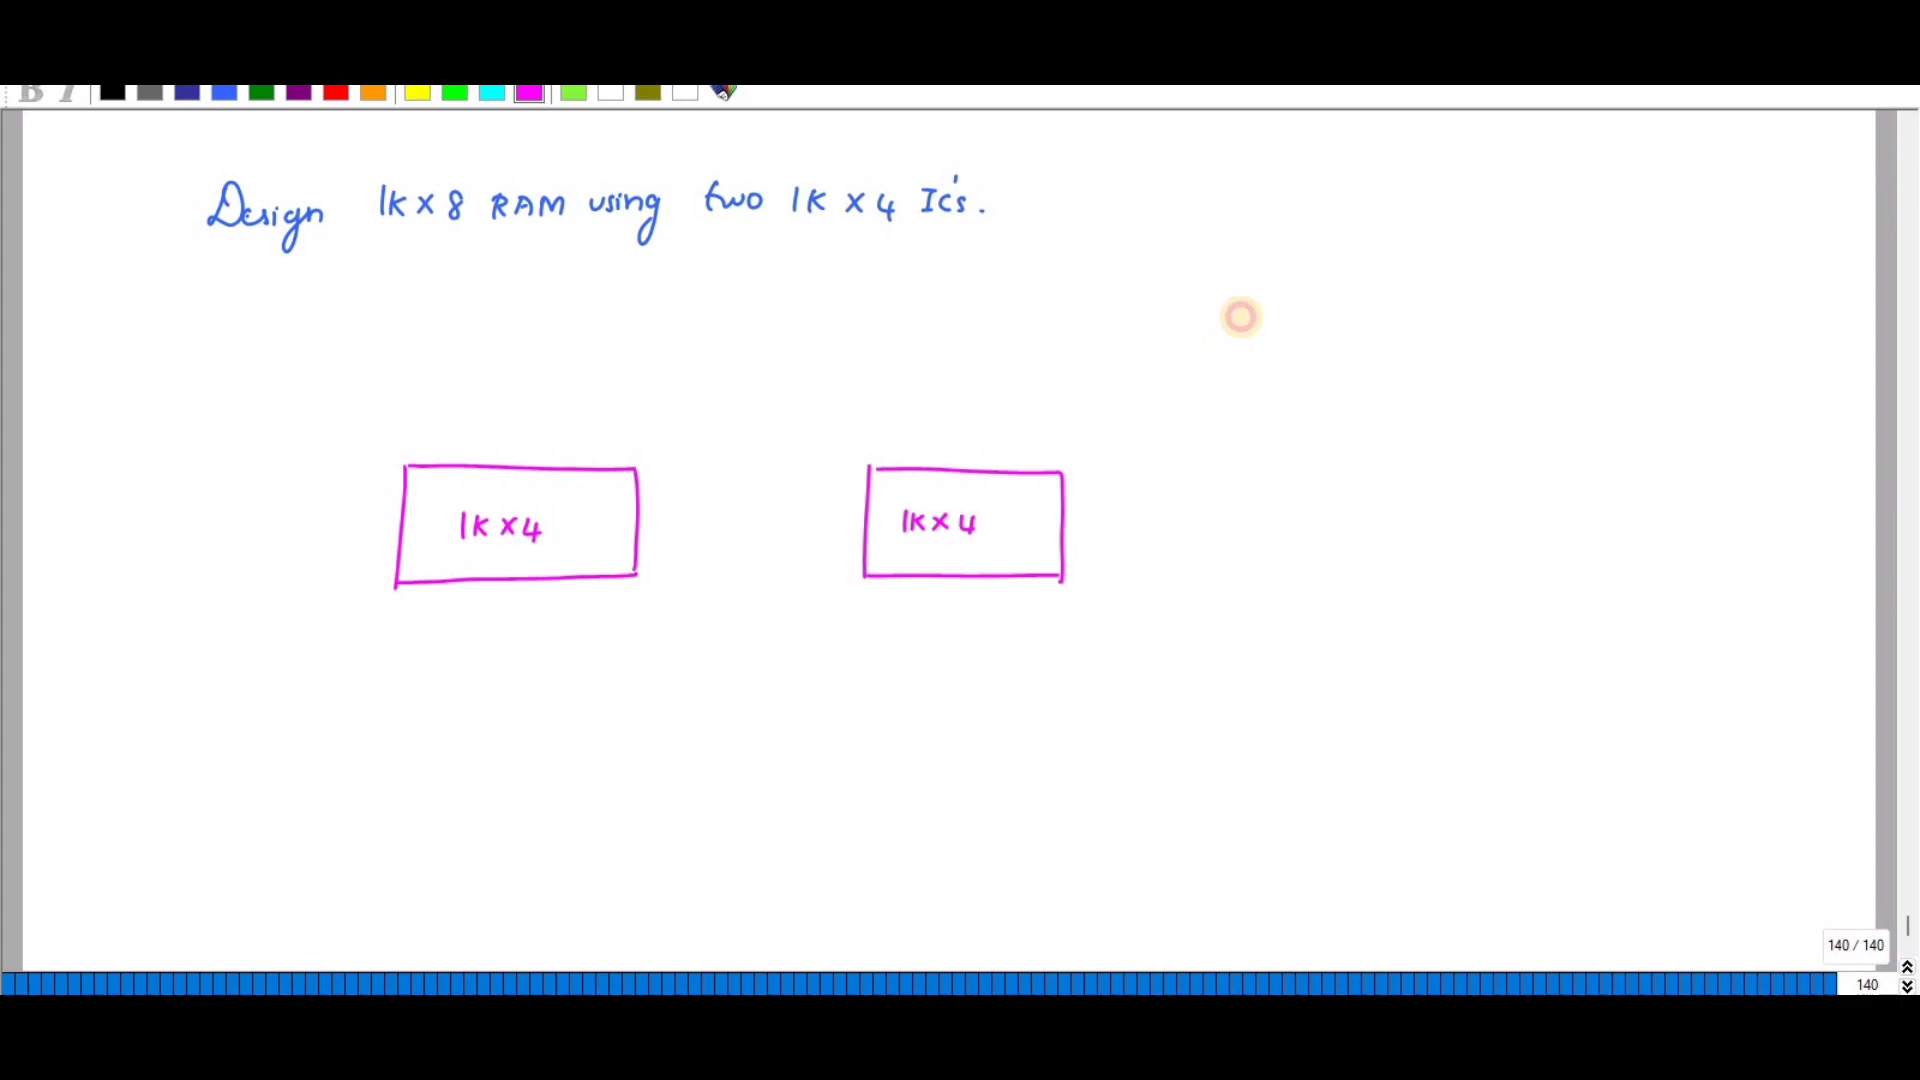 B I
Design 1K × 8 RAM using two 1K × 4 Ic's.
1K × 4
1K × 4
140 / 140
140